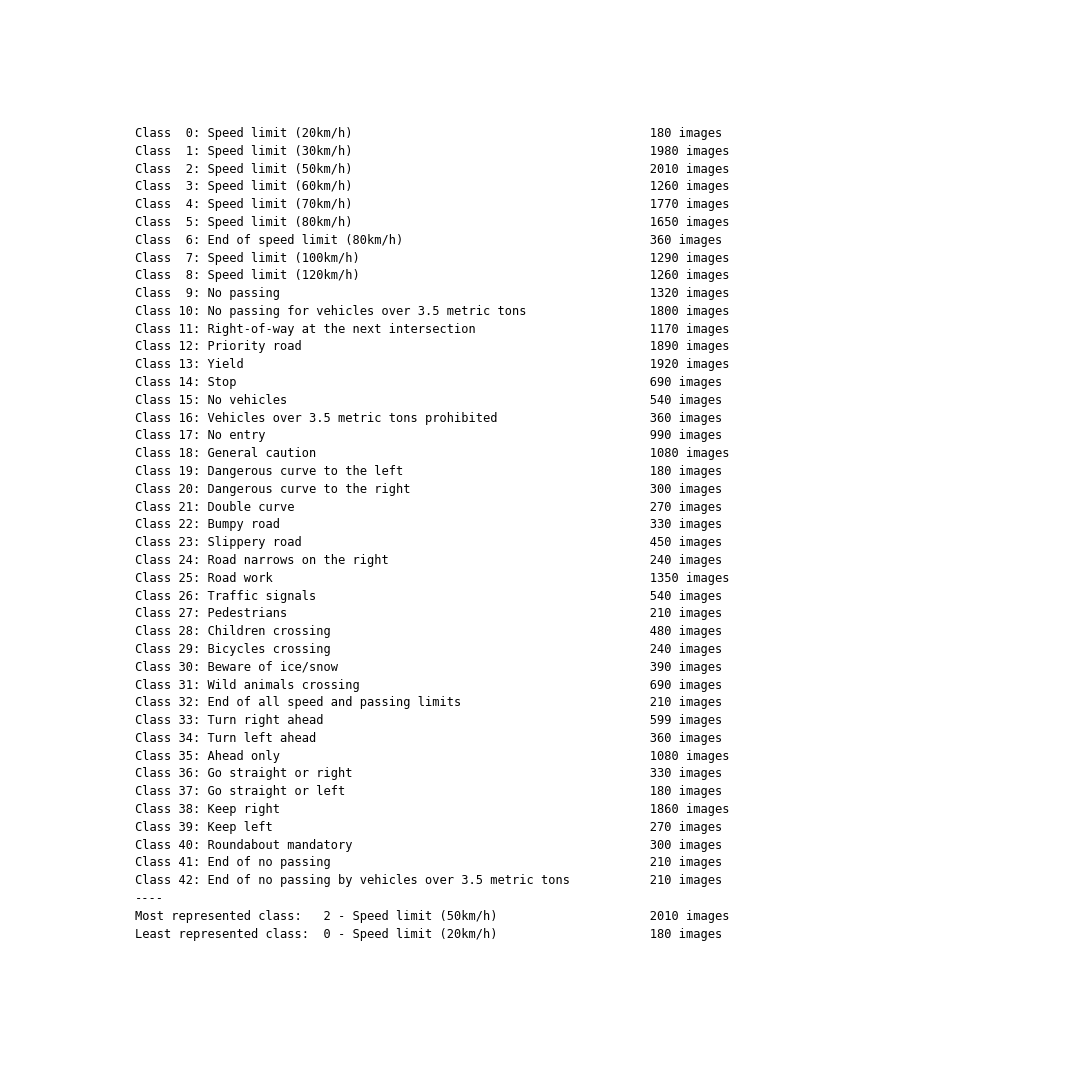 Class  0: Speed limit (20km/h)                                         180 images
Class  1: Speed limit (30km/h)                                         1980 images
Class  2: Speed limit (50km/h)                                         2010 images
Class  3: Speed limit (60km/h)                                         1260 images
Class  4: Speed limit (70km/h)                                         1770 images
Class  5: Speed limit (80km/h)                                         1650 images
Class  6: End of speed limit (80km/h)                                  360 images
Class  7: Speed limit (100km/h)                                        1290 images
Class  8: Speed limit (120km/h)                                        1260 images
Class  9: No passing                                                   1320 images
Class 10: No passing for vehicles over 3.5 metric tons                 1800 images
Class 11: Right-of-way at the next intersection                        1170 images
Class 12: Priority road                                                1890 images
Class 13: Yield                                                        1920 images
Class 14: Stop                                                         690 images
Class 15: No vehicles                                                  540 images
Class 16: Vehicles over 3.5 metric tons prohibited                     360 images
Class 17: No entry                                                     990 images
Class 18: General caution                                              1080 images
Class 19: Dangerous curve to the left                                  180 images
Class 20: Dangerous curve to the right                                 300 images
Class 21: Double curve                                                 270 images
Class 22: Bumpy road                                                   330 images
Class 23: Slippery road                                                450 images
Class 24: Road narrows on the right                                    240 images
Class 25: Road work                                                    1350 images
Class 26: Traffic signals                                              540 images
Class 27: Pedestrians                                                  210 images
Class 28: Children crossing                                            480 images
Class 29: Bicycles crossing                                            240 images
Class 30: Beware of ice/snow                                           390 images
Class 31: Wild animals crossing                                        690 images
Class 32: End of all speed and passing limits                          210 images
Class 33: Turn right ahead                                             599 images
Class 34: Turn left ahead                                              360 images
Class 35: Ahead only                                                   1080 images
Class 36: Go straight or right                                         330 images
Class 37: Go straight or left                                          180 images
Class 38: Keep right                                                   1860 images
Class 39: Keep left                                                    270 images
Class 40: Roundabout mandatory                                         300 images
Class 41: End of no passing                                            210 images
Class 42: End of no passing by vehicles over 3.5 metric tons           210 images
----
Most represented class:   2 - Speed limit (50km/h)                     2010 images
Least represented class:  0 - Speed limit (20km/h)                     180 images